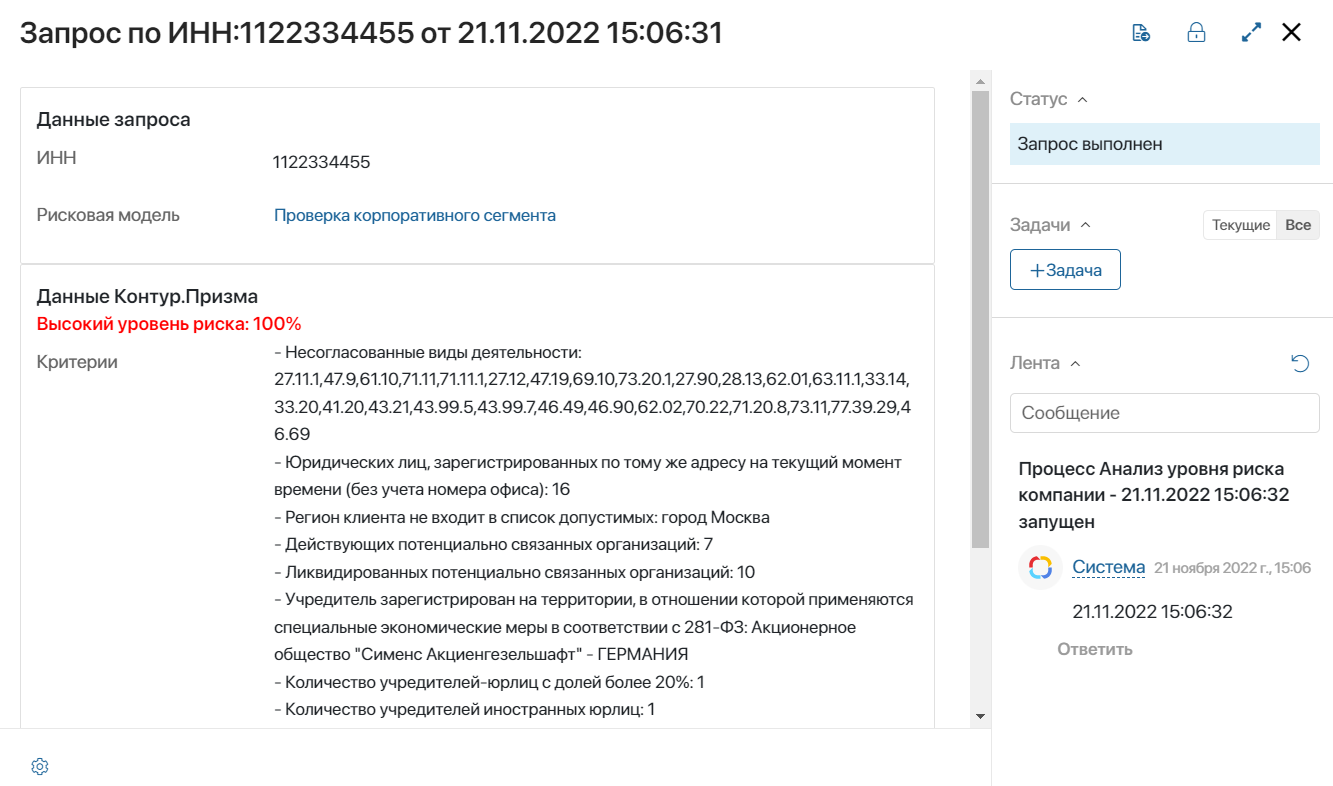 Запрос по ИНН:1122334455 от 21.11.2022 15:06:31
Данные запроса
ИНН
1122334455
Рисковая модель
Проверка корпоративного сегмента
Данные Контур.Призма
Высокий уровень риска: 100%
Критерии
- Несогласованные виды деятельности:
27.11.1,47.9,61.10,71.11,71.11.1,27.12,47.19,69.10,73.20.1,27.90,28.13,62.01,63.11.1,33.14,
33.20,41.20,43.21,43.99.5,43.99.7,46.49,46.90,62.02,70.22,71.20.8,73.11,77.39.29,4
6.69
- Юридических лиц, зарегистрированных по тому же адресу на текущий момент
времени (без учета номера офиса): 16
- Регион клиента не входит в список допустимых: город Москва
- Действующих потенциально связанных организаций: 7
- Ликвидированных потенциально связанных организаций: 10
- Учредитель зарегистрирован на территории, в отношении которой применяются
специальные экономические меры в соответствии с 281-ФЗ: Акционерное
общество "Сименс Акциенгезельшафт" - ГЕРМАНИЯ
- Количество учредителей-юрлиц с долей более 20%: 1
- Количество учредителей иностранных юрлиц: 1
Статус
Запрос выполнен
Задачи
Текущие Все
+Задача
Лента
Сообщение
Процесс Анализ уровня риска
компании - 21.11.2022 15:06:32
запущен
Система 21 ноября 2022 г., 15:06
21.11.2022 15:06:32
Ответить